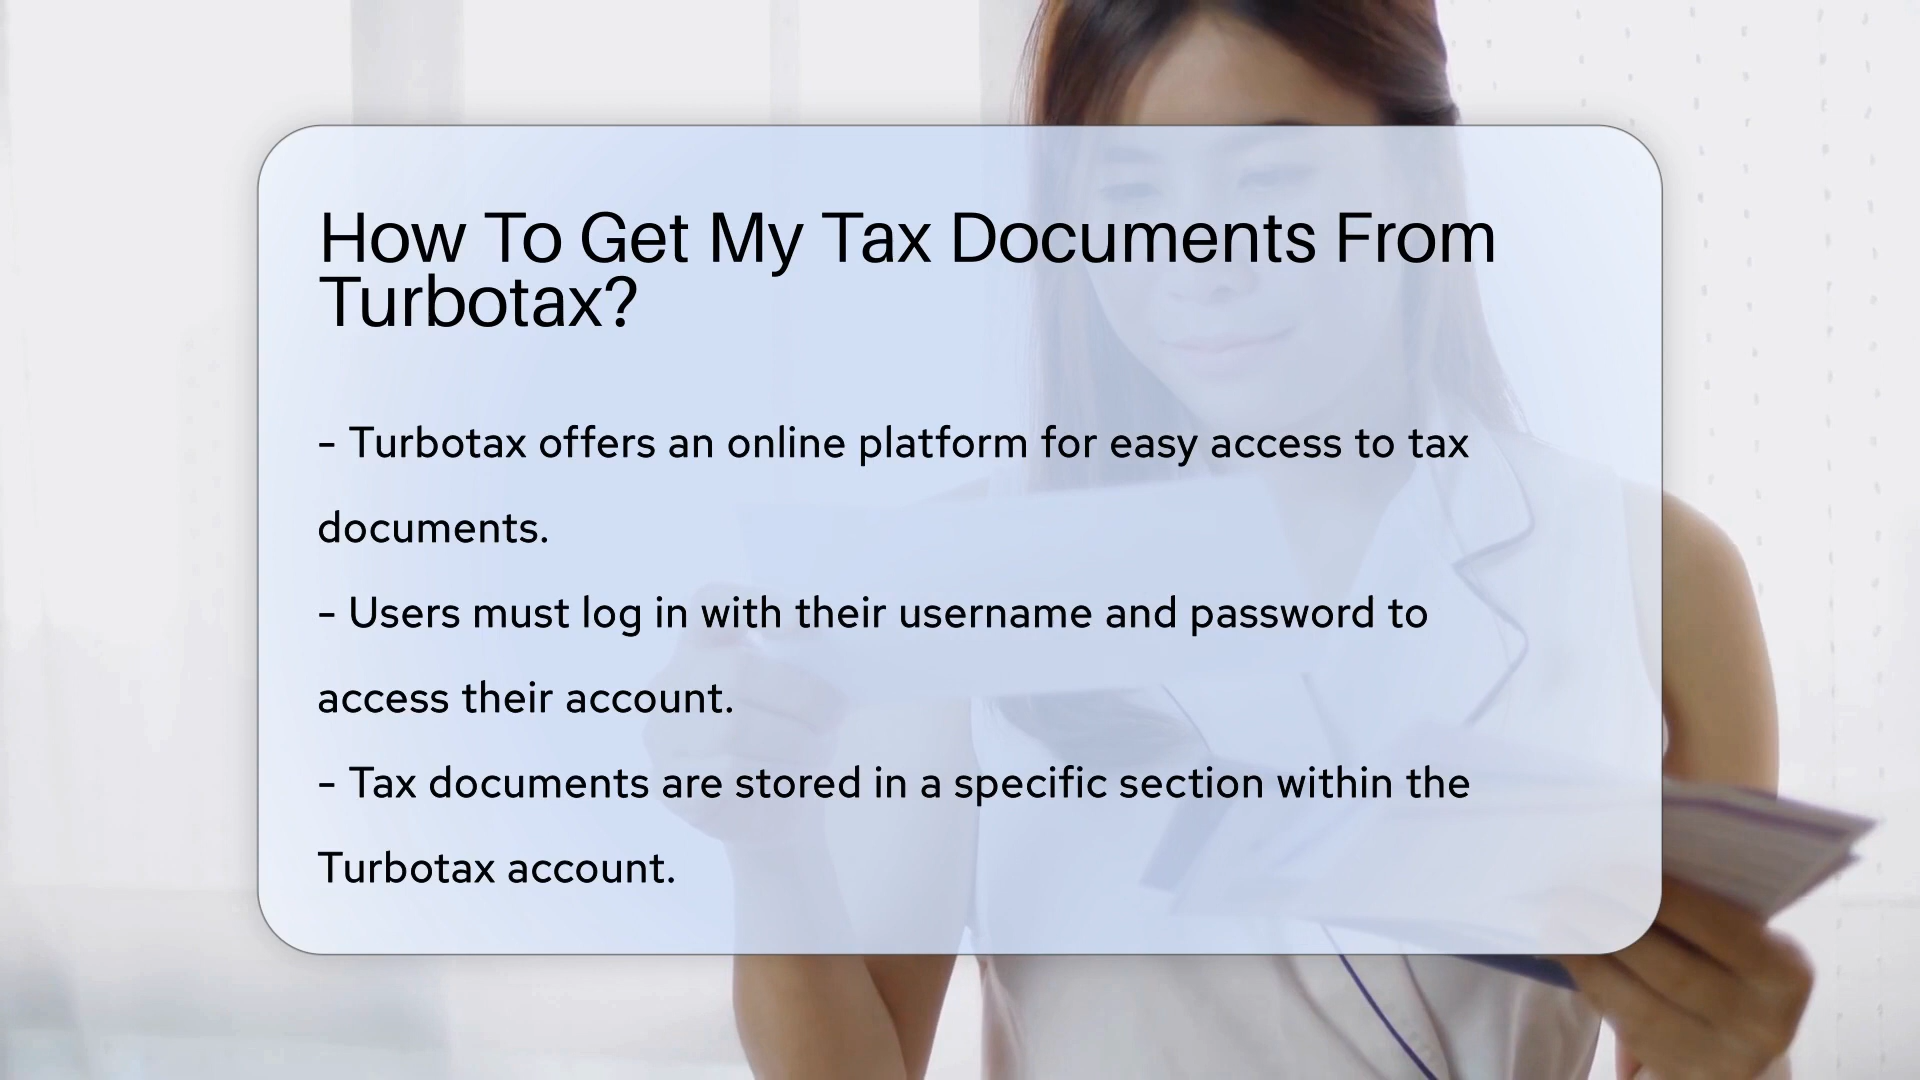 How To Get My Tax Documents From
Turbotax?
- Turbotax offers an online platform for easy access to tax
documents.
- Users must log in with their username and password to
access their account.
- Tax documents are stored in a specific section within the
Turbotax account.